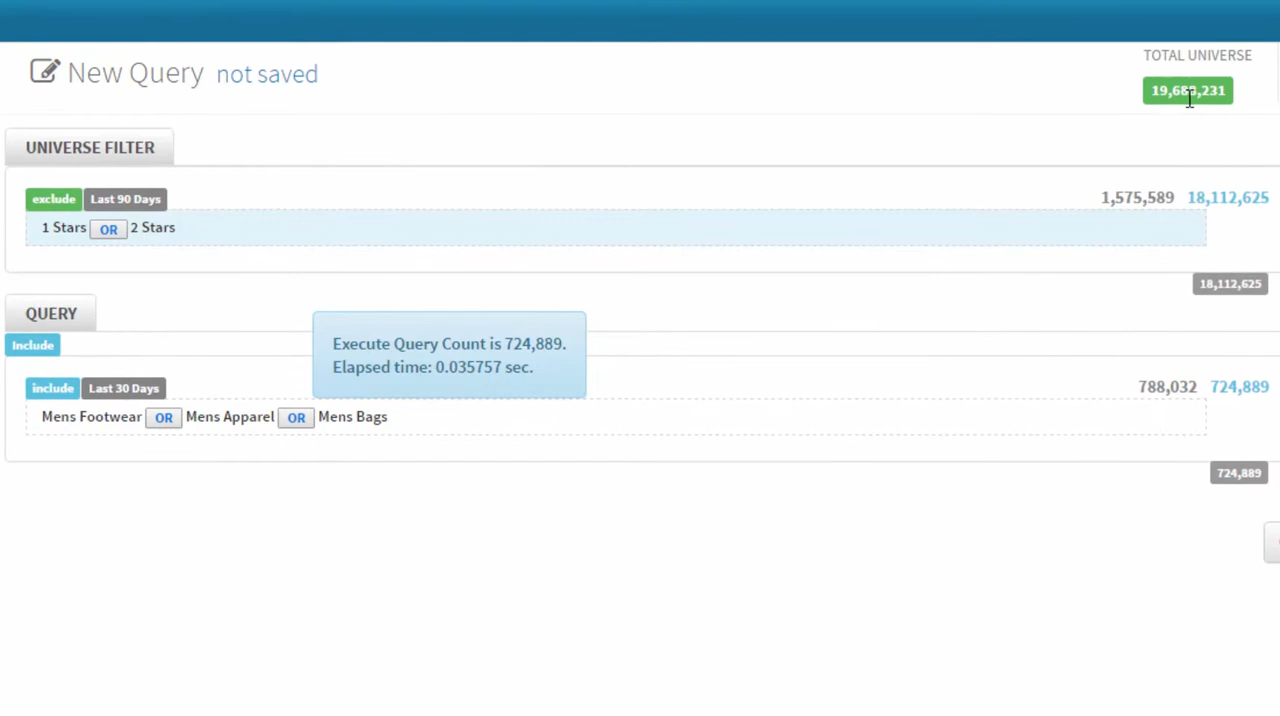 TOTAL UNIVERSE
New Query not saved
UNIVERSE FILTER
exclude Last 90 Days 1,575,589 18,112,625
1 Stars OR 2 Stars
18,112,625
QUERY
Include
Execute Query Count is 724,889.
Elapsed time: 0.035757 sec.
include Last 30 Days 788,032 724,889
Mens Footwear OR Mens Apparel OR Mens Bags
724,889